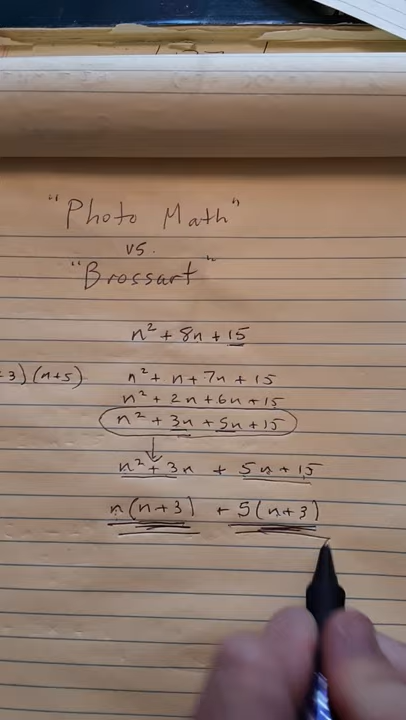 "Photo Math"
vs.
"Brossart"
n² + 8n + 15
+3)(n+5)
n² + n + 7n + 15
n² + 2n + 6n + 15
n² + 3n + 5n + 15
n² + 3n + 5n + 15
n(n+3) + 5(n+3)